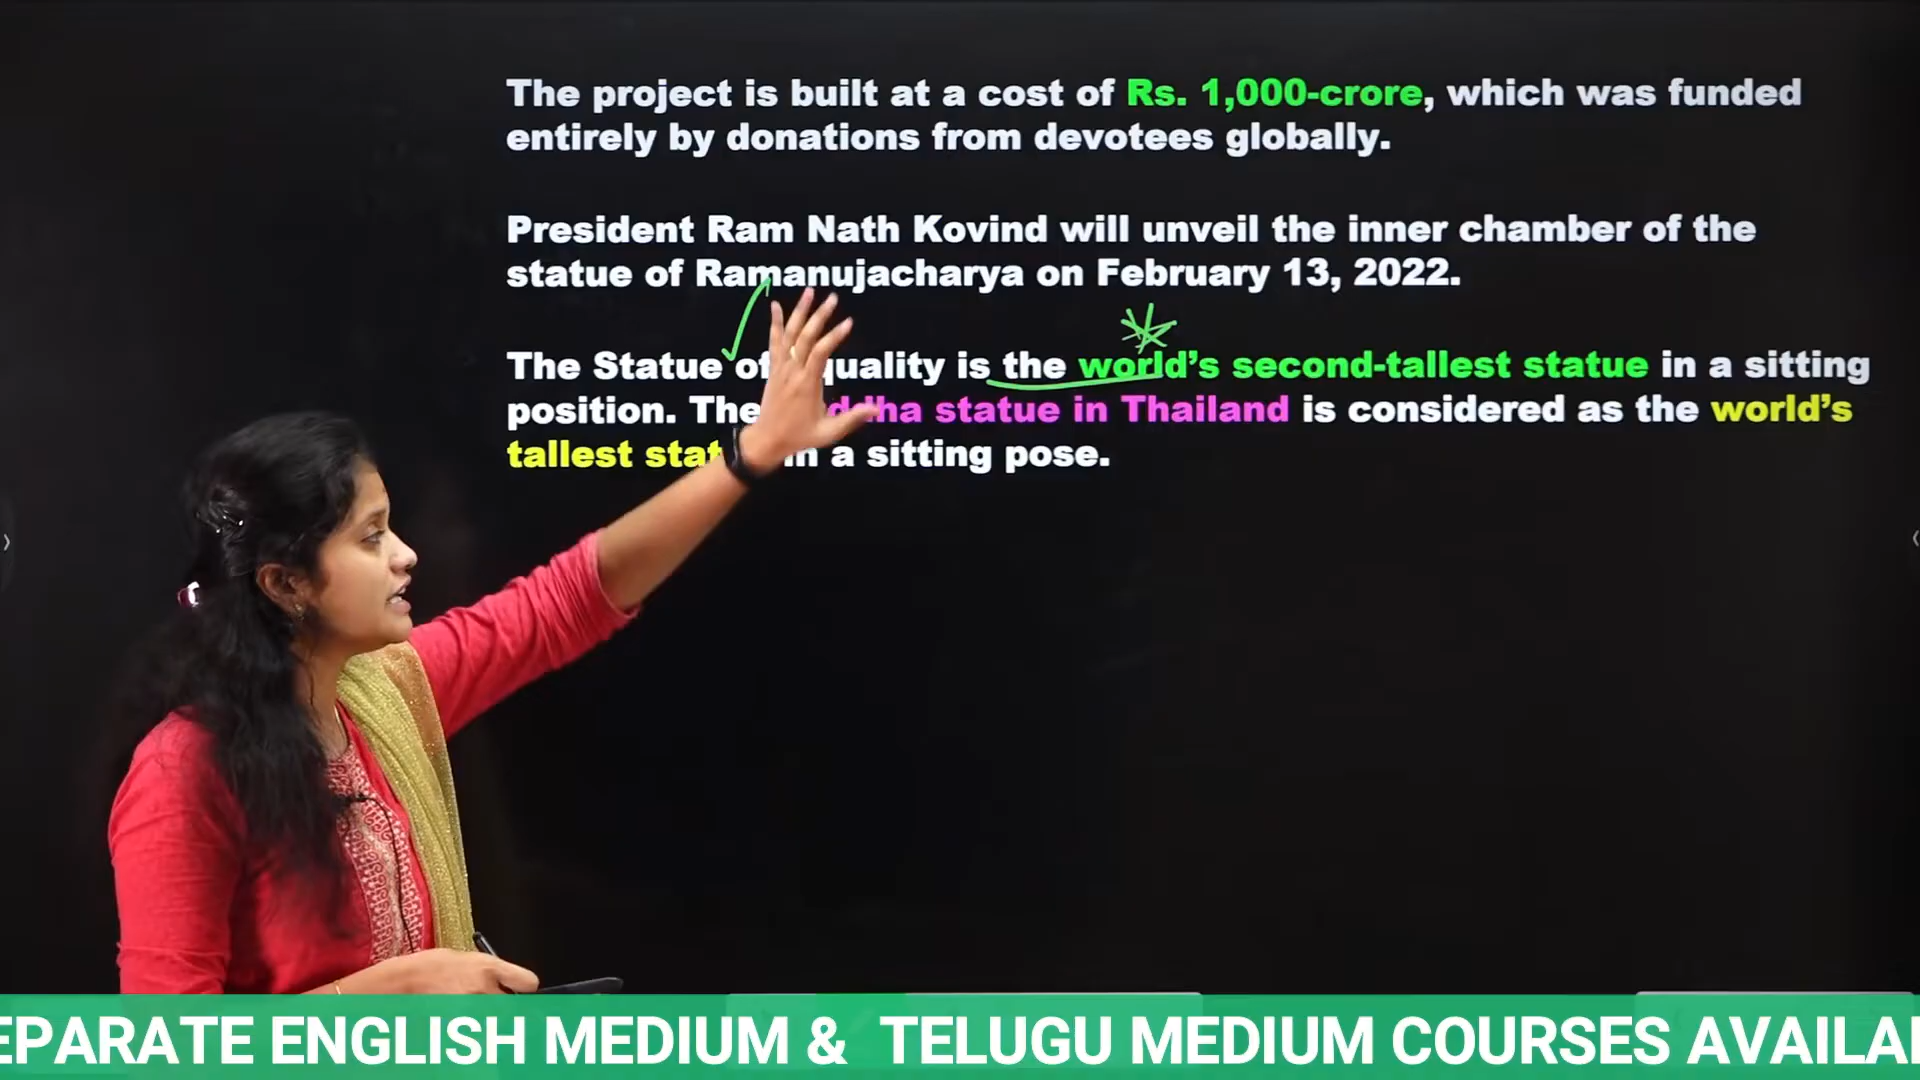 The project is built at a cost of Rs. 1,000-crore, which was funded
entirely by donations from devotees globally.
President Ram Nath Kovind will unveil the inner chamber of the
statue of Ramanujacharya on February 13, 2022.
The Statue of quality is the world's second-tallest statue in a sitting
position. The ddha statue in Thailand is considered as the world's
tallest stat in a sitting pose.
EPARATE ENGLISH MEDIUM & TELUGU MEDIUM COURSES AVAILA